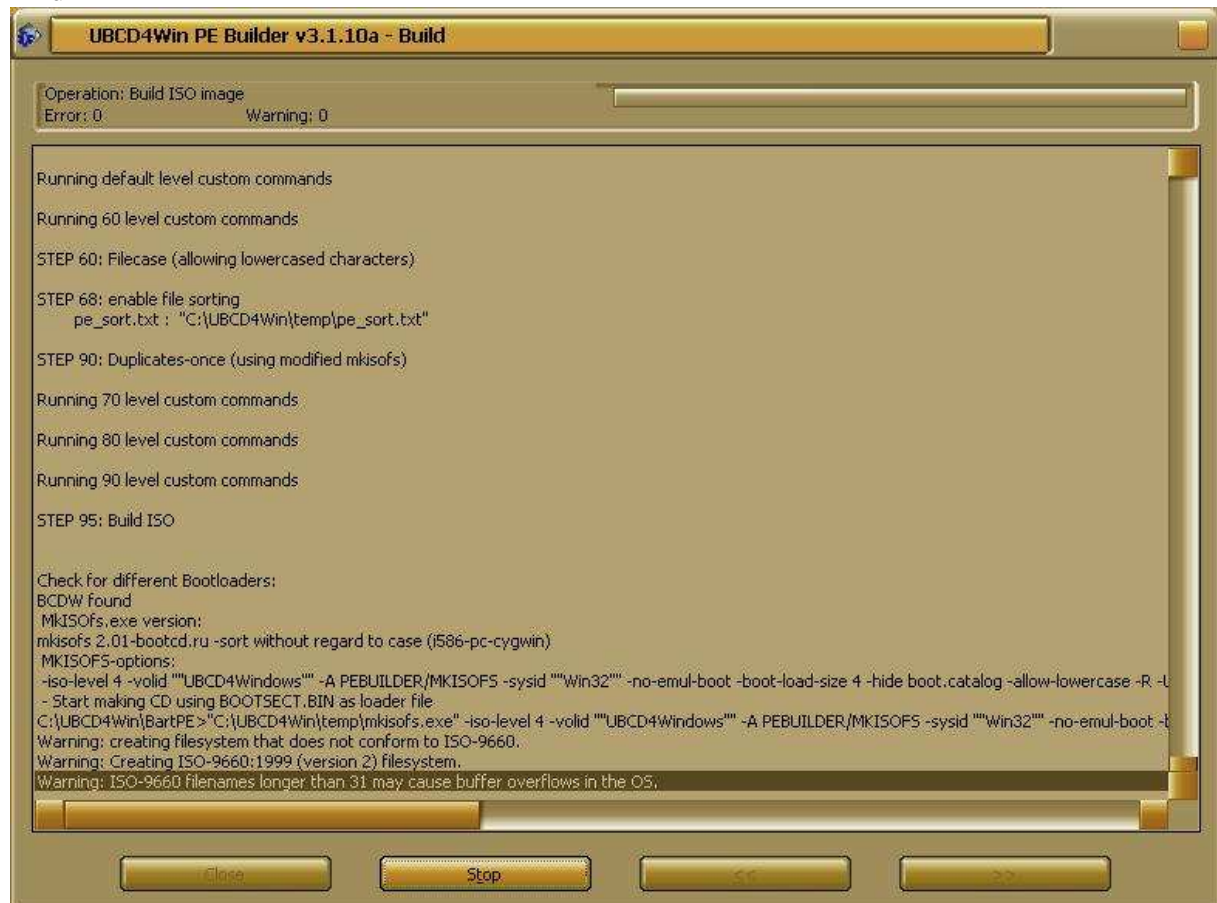 UBCD4Win PE Builder v3.1.10a - Build
Operation: Build ISO image
Error: 0 Warning: 0
Running default level custom commands
Running 60 level custom commands
STEP 60: Filecase (allowing lowercased characters)
STEP 68: enable file sorting
pe_sort.txt : "C:\UBCD4Win\temp\pe_sort.txt"
STEP 90: Duplicates-once (using modified mkisofs)
Running 70 level custom commands
Running 80 level custom commands
Running 90 level custom commands
STEP 95: Build ISO
Check for different Bootloaders:
BCDW found
MkISOfs.exe version:
mkisofs 2.01-bootcd.ru -sort without regard to case (i586-pc-cygwin)
MKISOFS-options:
-iso-level 4 -volid ""UBCD4Windows"" -A PEBUILDER/MKISOFS -sysid ""Win32"" -no-emul-boot -boot-load-size 4 -hide boot.catalog -allow-lowercase -R
- Start making CD using BOOTSECT.BIN as loader file
C:\UBCD4Win\BartPE>"C:\UBCD4Win\temp\mkisofs.exe" -iso-level 4 -volid ""UBCD4Windows"" -A PEBUILDER/MKISOFS -sysid ""Win32"" -no-emul-boot
Warning: creating filesystem that does not conform to ISO-9660.
Warning: Creating ISO-9660:1999 (version 2) filesystem.
Warning: ISO-9660 filenames longer than 31 may cause buffer overflows in the OS.
Close Stop << >>